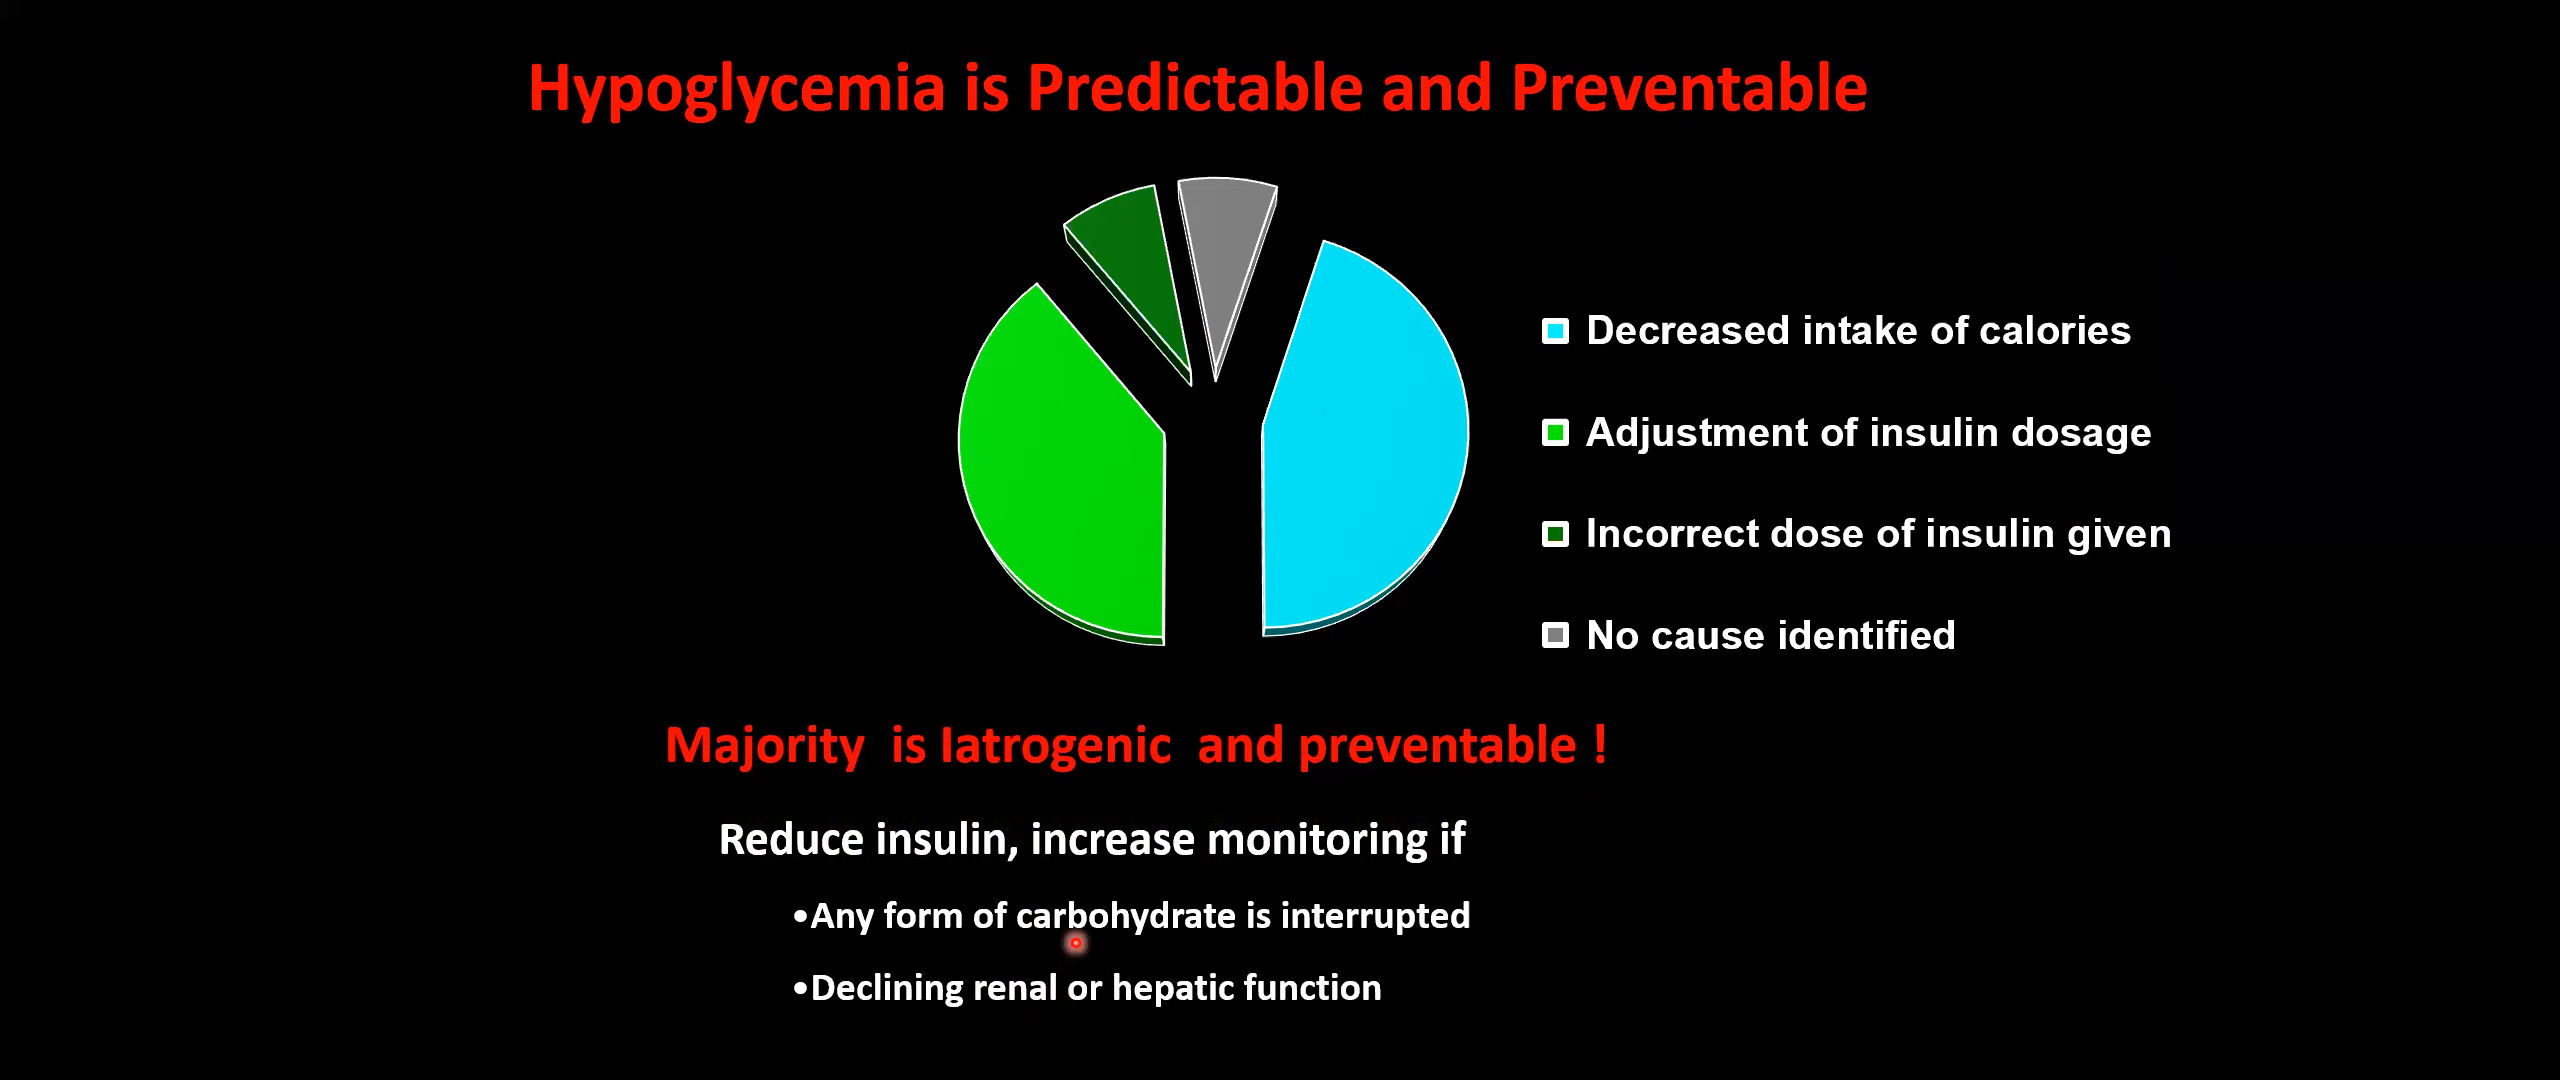 Hypoglycemia is Predictable and Preventable
Decreased intake of calories
Adjustment of insulin dosage
Incorrect dose of insulin given
No cause identified
Majority  is Iatrogenic  and preventable !
Reduce insulin, increase monitoring if
•Any form of carbohydrate is interrupted
•Declining renal or hepatic function